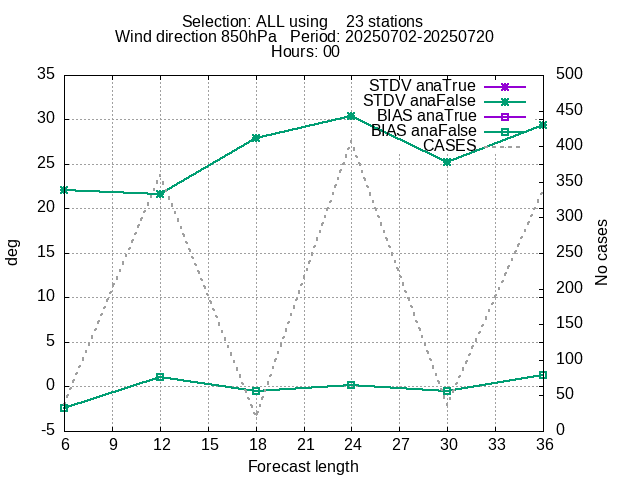 Selection: ALL using    23 stations
Wind direction 850hPa   Period: 20250702-20250720
Hours: 00
STDV anaTrue
STDV anaFalse
BIAS anaTrue
BIAS anaFalse
CASES
35
30
25
20
15
10
5
0
-5
deg
500
450
400
350
300
250
200
150
100
50
0
No cases
6 9 12 15 18 21 24 27 30 33 36
Forecast length